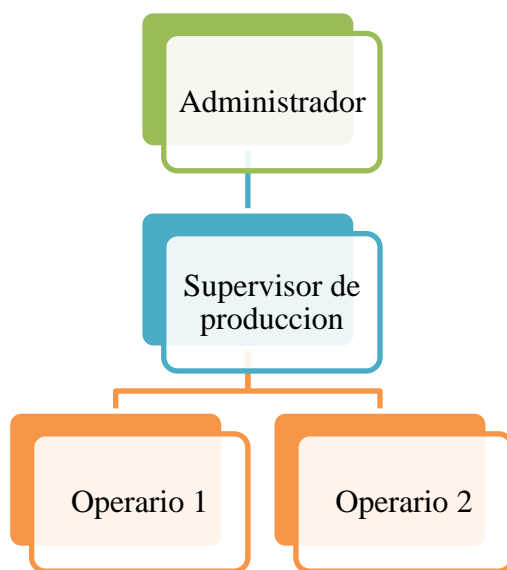 Administrador
Supervisor de
produccion
Operario 1
Operario 2